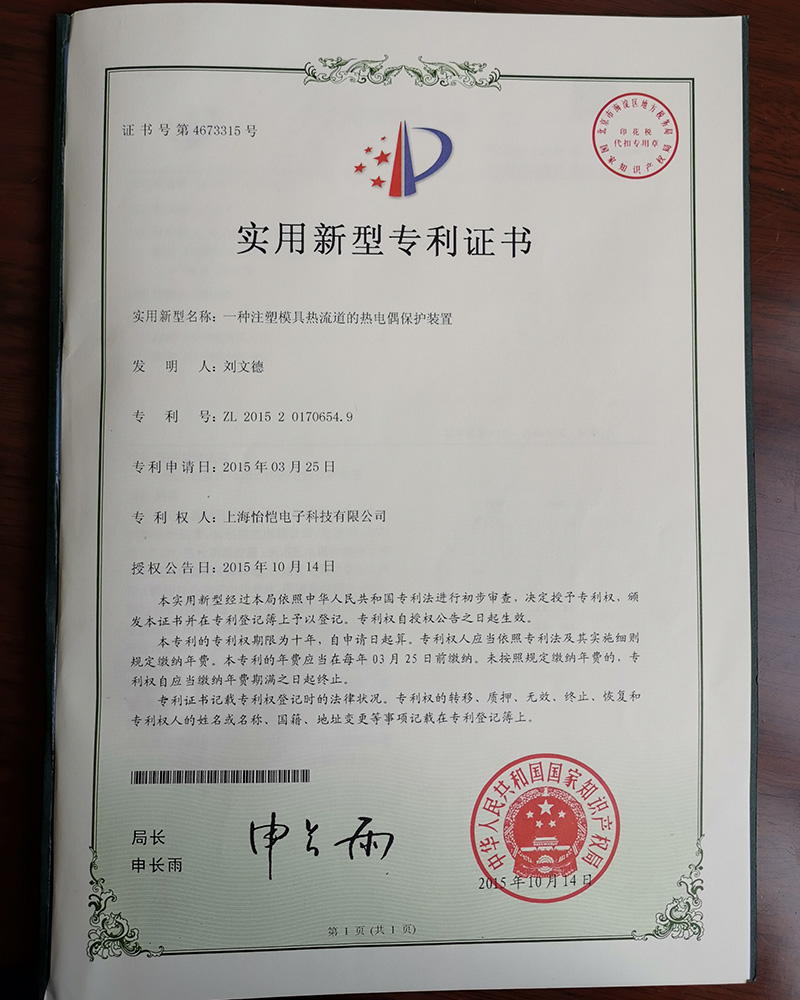 证书号第4673315号
北京市海淀区地方税务局
印花税
代扣专用章
国家知识产权局
实用新型专利证书
实用新型名称：一种注塑模具热流道的热电偶保护装置
发明人：刘文德
专利号：ZL 2015 2 0170654.9
专利申请日：2015年03月25日
专利权人：上海怡恺电子科技有限公司
授权公告日：2015年10月14日
本实用新型经过本局依照中华人民共和国专利法进行初步审查，决定授予专利权，颁
发本证书并在专利登记簿上予以登记。专利权自授权公告之日起生效。
本专利的专利权期限为十年，自申请日起算。专利权人应当依照专利法及其实施细则
规定缴纳年费。本专利的年费应当在每年03月25日前缴纳。未按照规定缴纳年费的，专
利权自应当缴纳年费期满之日起终止。
专利证书记载专利权登记时的法律状况。专利权的转移、质押、无效、终止、恢复和
专利权人的姓名或名称、国籍、地址变更等事项记载在专利登记簿上。
局长
申长雨
申长雨
中华人民共和国国家知识产权局
2015年10月14日
第1页(共1页)